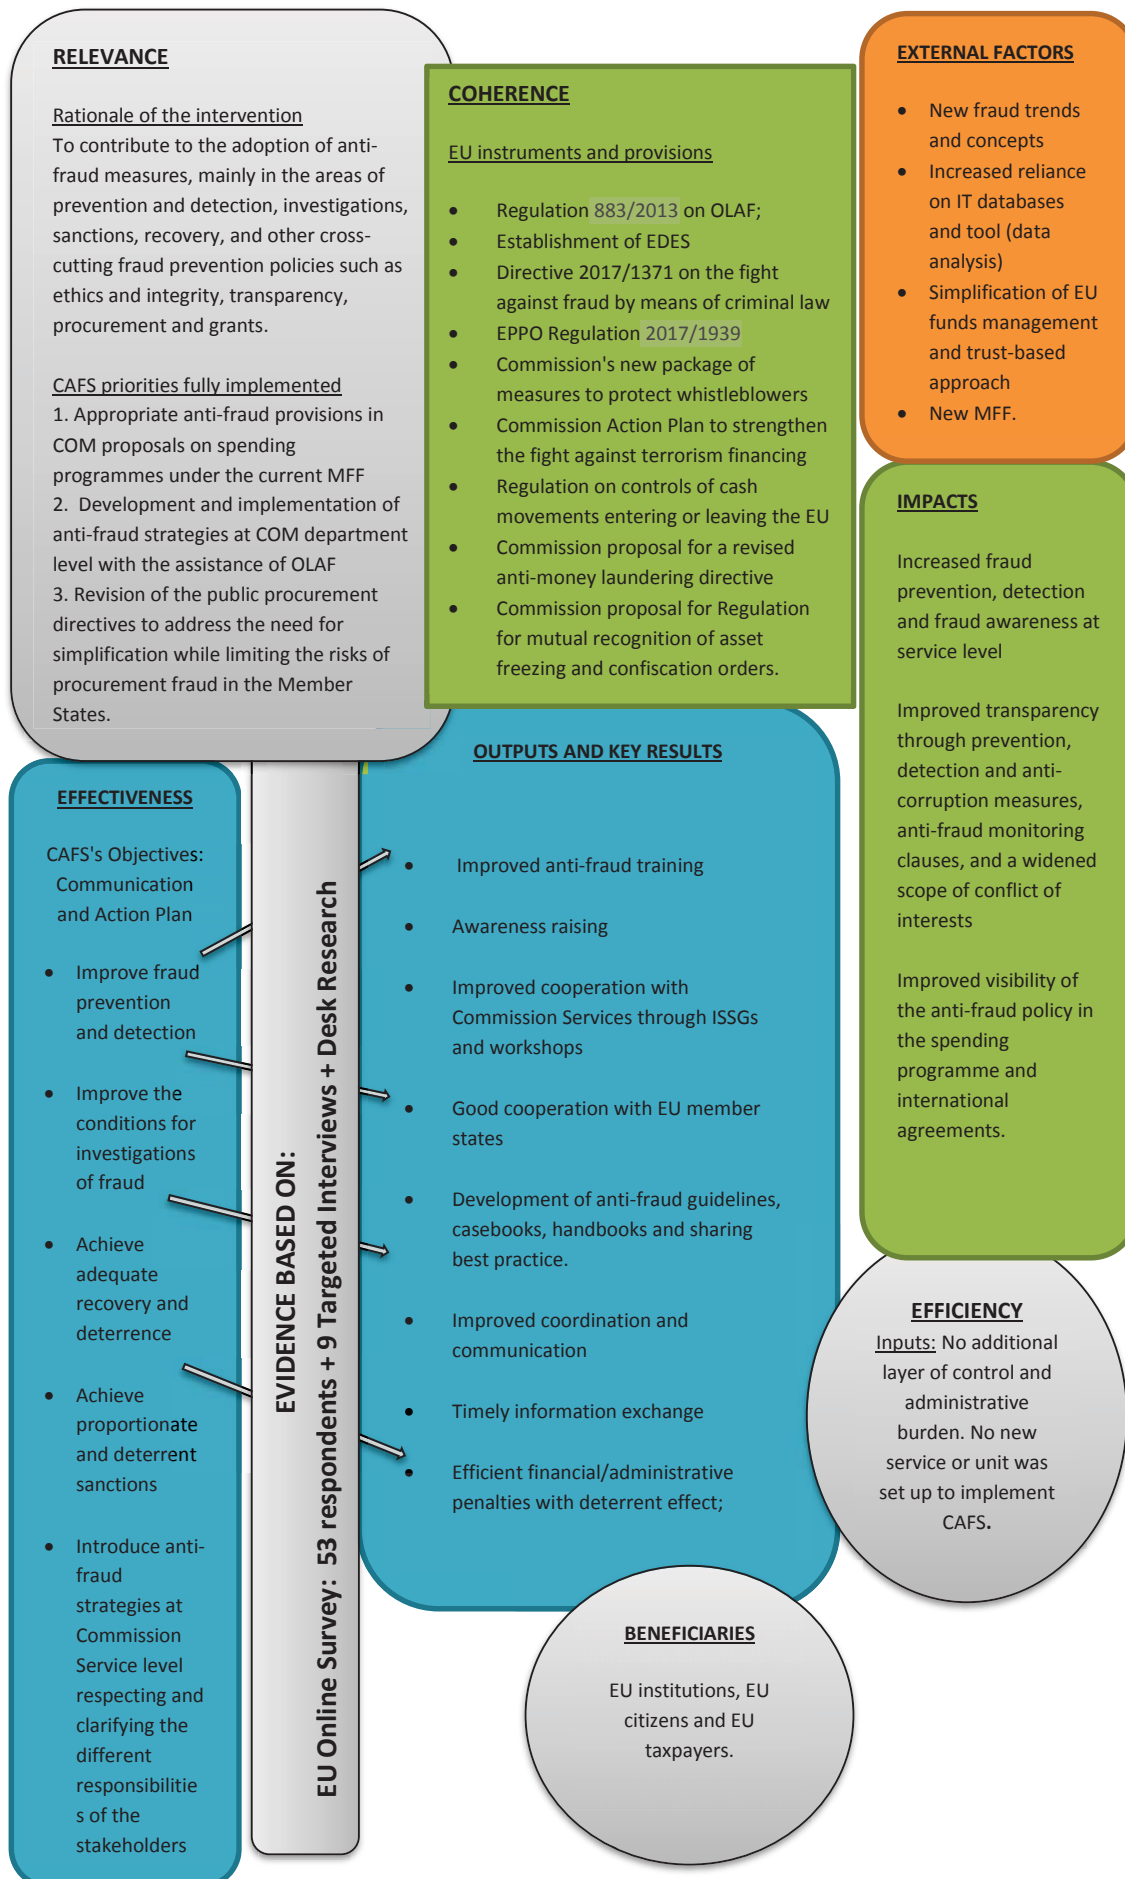 RELEVANCE
Rationale of the intervention
To contribute to the adoption of anti-
fraud measures, mainly in the areas of
prevention and detection, investigations,
sanctions, recovery, and other cross-
cutting fraud prevention policies such as
ethics and integrity, transparency,
procurement and grants.
CAFS priorities fully implemented
1. Appropriate anti-fraud provisions in
COM proposals on spending
programmes under the current MFF
2. Development and implementation of
anti-fraud strategies at COM department
level with the assistance of OLAF
3. Revision of the public procurement
directives to address the need for
simplification while limiting the risks of
procurement fraud in the Member
States.
COHERENCE
EU instruments and provisions
• Regulation 883/2013 on OLAF;
• Establishment of EDES
• Directive 2017/1371 on the fight
against fraud by means of criminal law
• EPPO Regulation 2017/1939
• Commission's new package of
measures to protect whistleblowers
• Commission Action Plan to strengthen
the fight against terrorism financing
• Regulation on controls of cash
movements entering or leaving the EU
• Commission proposal for a revised
anti-money laundering directive
• Commission proposal for Regulation
for mutual recognition of asset
freezing and confiscation orders.
EXTERNAL FACTORS
• New fraud trends
and concepts
• Increased reliance
on IT databases
and tool (data
analysis)
• Simplification of EU
funds management
and trust-based
approach
• New MFF.
IMPACTS
Increased fraud
prevention, detection
and fraud awareness at
service level
Improved transparency
through prevention,
detection and anti-
corruption measures,
anti-fraud monitoring
clauses, and a widened
scope of conflict of
interests
Improved visibility of
the anti-fraud policy in
the spending
programme and
international
agreements.
EFFECTIVENESS
CAFS's Objectives:
Communication
and Action Plan
• Improve fraud
prevention
and detection
• Improve the
conditions for
investigations
of fraud
• Achieve
adequate
recovery and
deterrence
• Achieve
proportionate
and deterrent
sanctions
• Introduce anti-
fraud
strategies at
Commission
Service level
respecting and
clarifying the
different
responsibilitie
s of the
stakeholders
EVIDENCE BASED ON:
EU Online Survey: 53 respondents + 9 Targeted Interviews + Desk Research
OUTPUTS AND KEY RESULTS
• Improved anti-fraud training
• Awareness raising
• Improved cooperation with
Commission Services through ISSGs
and workshops
• Good cooperation with EU member
states
• Development of anti-fraud guidelines,
casebooks, handbooks and sharing
best practice.
• Improved coordination and
communication
• Timely information exchange
• Efficient financial/administrative
penalties with deterrent effect;
EFFICIENCY
Inputs: No additional
layer of control and
administrative
burden. No new
service or unit was
set up to implement
CAFS.
BENEFICIARIES
EU institutions, EU
citizens and EU
taxpayers.